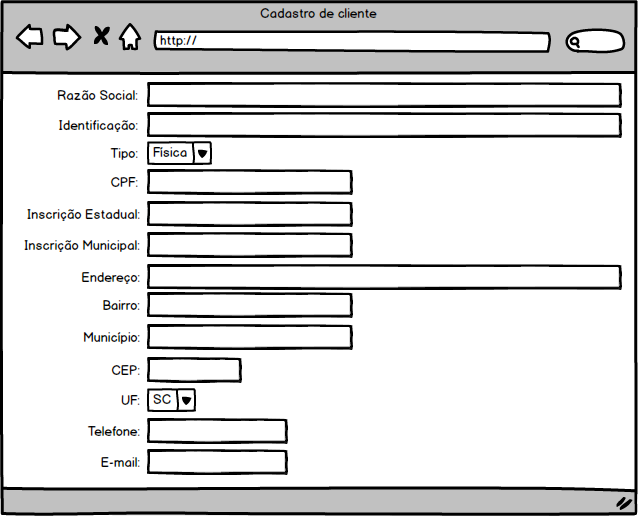 Cadastro de cliente
http://
Razão Social:
Identificação:
Tipo: Física
CPF:
Inscrição Estadual:
Inscrição Municipal:
Endereço:
Bairro:
Município:
CEP:
UF: SC
Telefone:
E-mail: